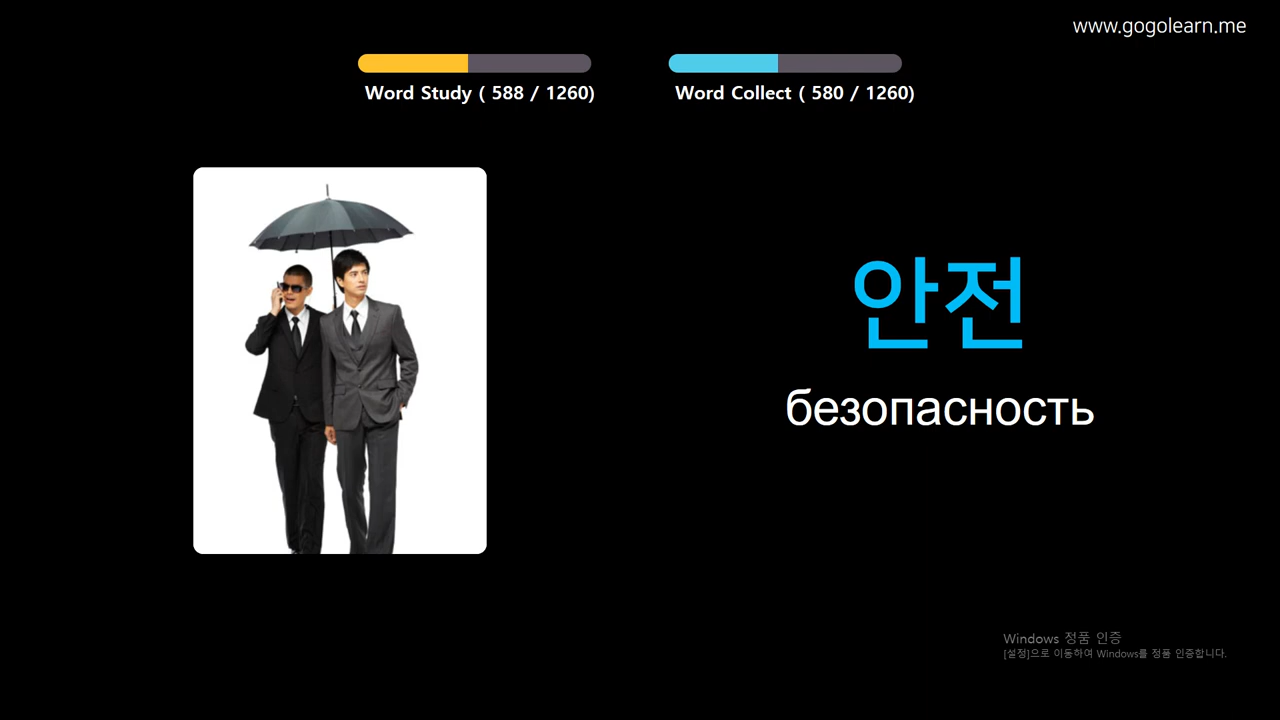 www.gogolearn.me
Word Study ( 588 / 1260)
Word Collect ( 580 / 1260)
안전
безопасность
Windows 정품 인증
[설정]으로 이동하여 Windows를 정품 인증합니다.